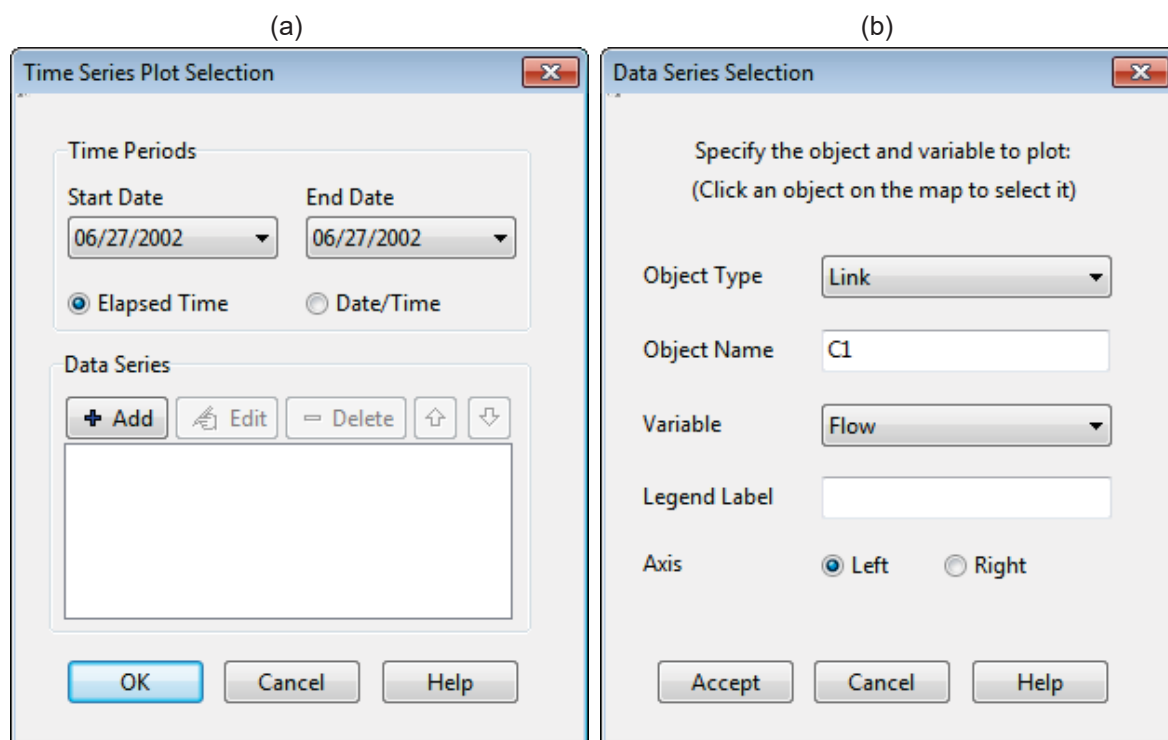 (a)
Time Series Plot Selection
Time Periods
Start Date End Date
06/27/2002 06/27/2002
Elapsed Time Date/Time
Data Series
Add Edit Delete
OK Cancel Help
(b)
Data Series Selection
Specify the object and variable to plot:
(Click an object on the map to select it)
Object Type Link
Object Name C1
Variable Flow
Legend Label
Axis Left Right
Accept Cancel Help